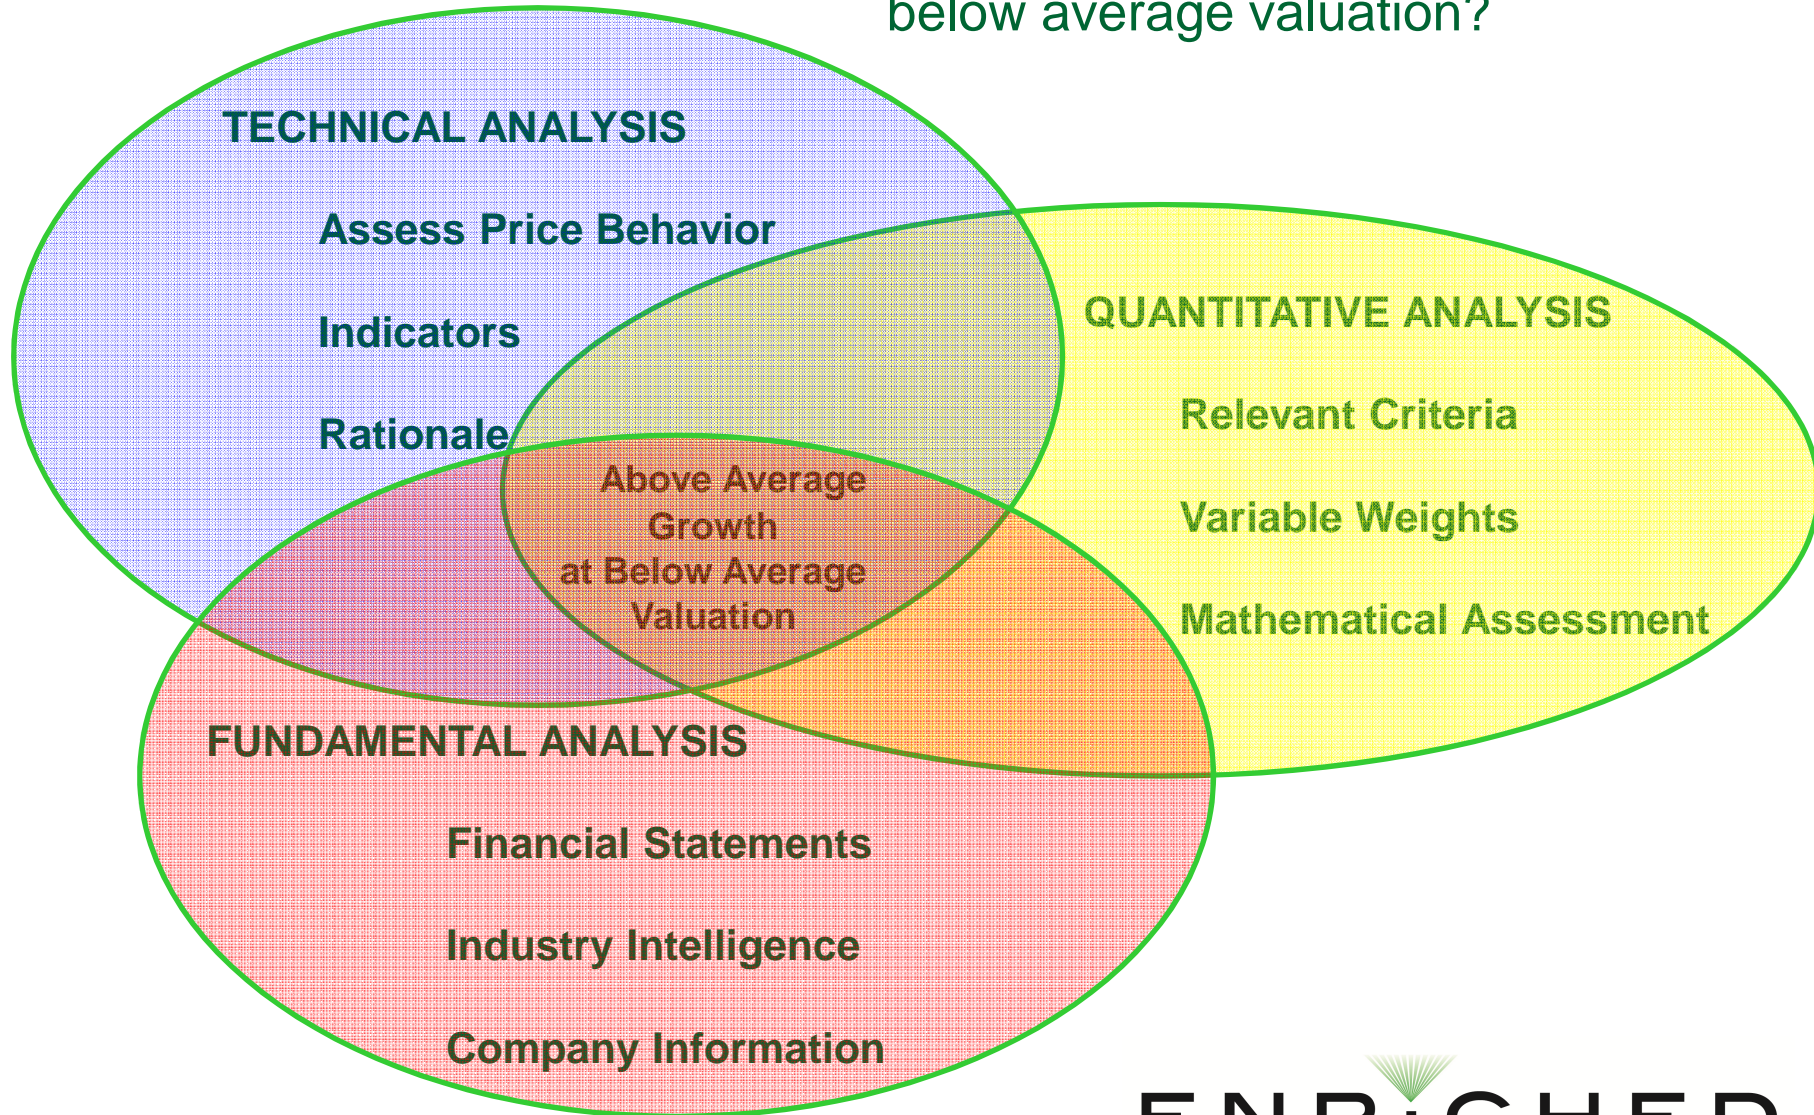 below average valuation?
TECHNICAL ANALYSIS
Assess Price Behavior
Indicators
Rationale
QUANTITATIVE ANALYSIS
Relevant Criteria
Variable Weights
Mathematical Assessment
Above Average
Growth
at Below Average
Valuation
FUNDAMENTAL ANALYSIS
Financial Statements
Industry Intelligence
Company Information